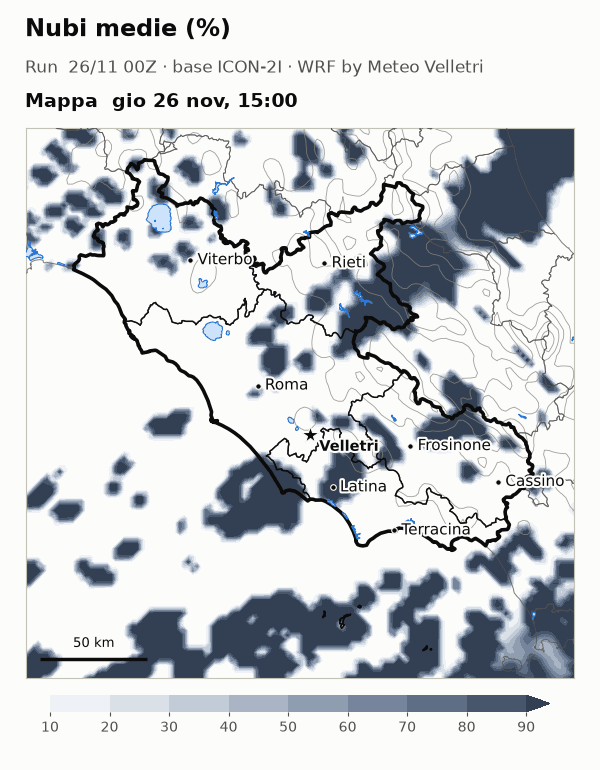 Nubi medie (%)
Run  26/11 00Z · base ICON-2I · WRF by Meteo Velletri
Mappa  gio 26 nov, 15:00
Viterbo
Rieti
Roma
Velletri
Frosinone
Latina
Cassino
Terracina
50 km
10 20 30 40 50 60 70 80 90